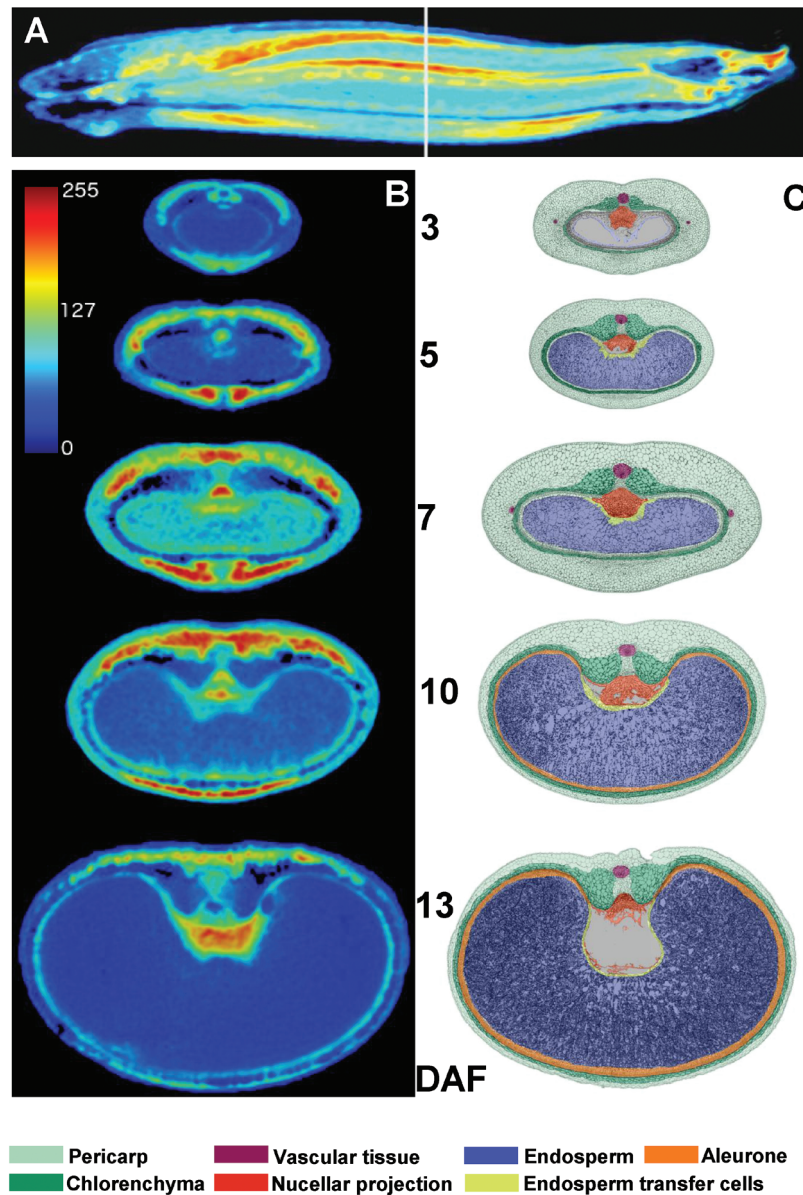 A
B
C
255
127
0
3
5
7
10
13
DAF
Pericarp
Vascular tissue
Endosperm
Aleurone
Chlorenchyma
Nucellar projection
Endosperm transfer cells